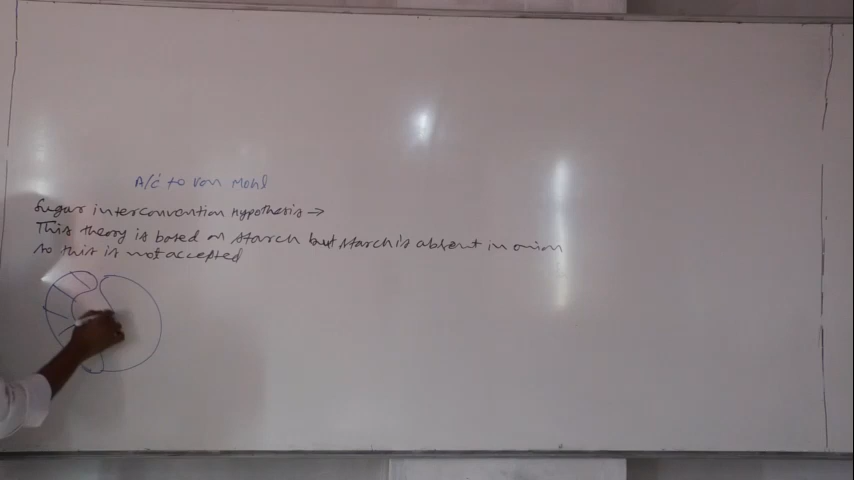 A/c to von Mohl
Sugar interconvention Hypothesis →
This theory is based on starch but starch is absent in onion
so this is not accepted